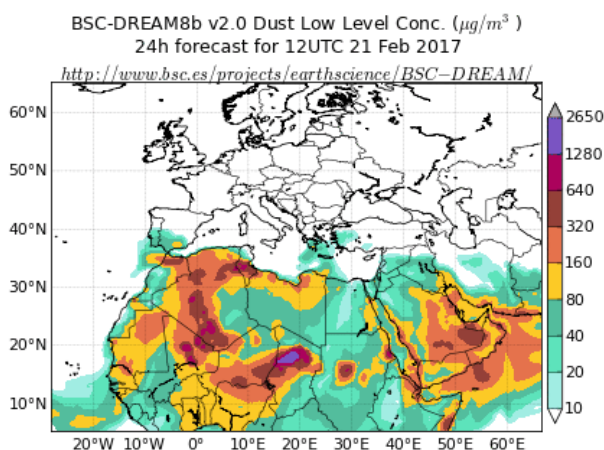 BSC-DREAM8b v2.0 Dust Low Level Conc. (μg/m³ )
24h forecast for 12UTC 21 Feb 2017
http://www.bsc.es/projects/earthscience/BSC−DREAM/
60°N
50°N
40°N
30°N
20°N
10°N
20°W 10°W 0° 10°E 20°E 30°E 40°E 50°E 60°E
2650
1280
640
320
160
80
40
20
10